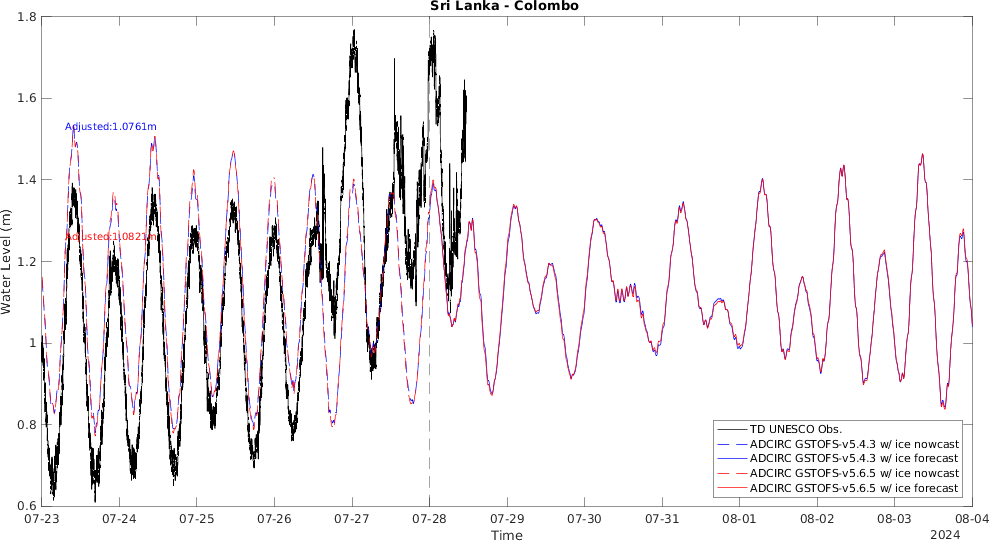 Sri Lanka - Colombo
1.8
1.6
1.4
1.2
1
0.8
0.6
Water Level (m)
Adjusted:1.0761m
Adjusted:1.0821m
TD UNESCO Obs.
ADCIRC GSTOFS-v5.4.3 w/ ice nowcast
ADCIRC GSTOFS-v5.4.3 w/ ice forecast
ADCIRC GSTOFS-v5.6.5 w/ ice nowcast
ADCIRC GSTOFS-v5.6.5 w/ ice forecast
07-23 07-24 07-25 07-26 07-27 07-28 07-29 07-30 07-31 08-01 08-02 08-03 08-04
Time
2024